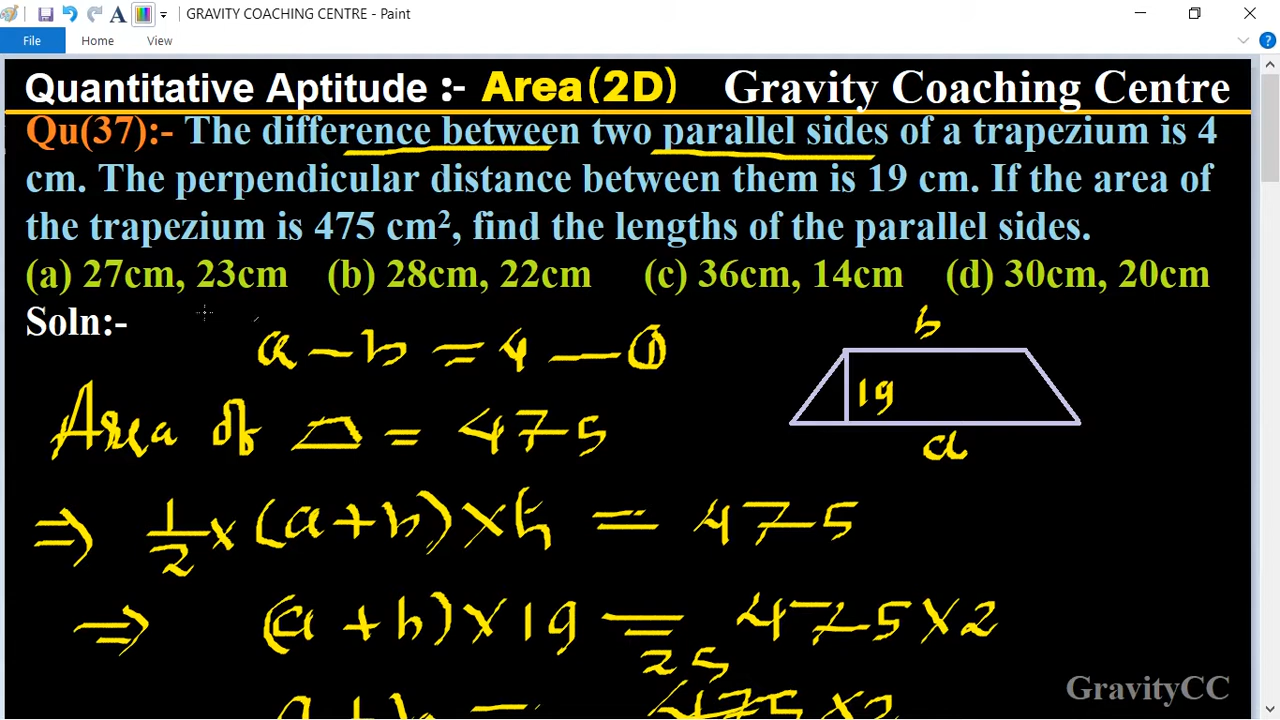 GRAVITY COACHING CENTRE - Paint
File Home View
Quantitative Aptitude :- Area(2D) Gravity Coaching Centre
Qu(37):- The difference between two parallel sides of a trapezium is 4
cm. The perpendicular distance between them is 19 cm. If the area of
the trapezium is 475 cm², find the lengths of the parallel sides.
(a) 27cm, 23cm (b) 28cm, 22cm (c) 36cm, 14cm (d) 30cm, 20cm
Soln:-
a - b = 4 — ①
b
19
a
Area of ⏢ = 475
⇒ 1/2 × (a+b) × h = 475
⇒ (a+b) × 19 = 475×2
25
a+b = 475×2
GravityCC